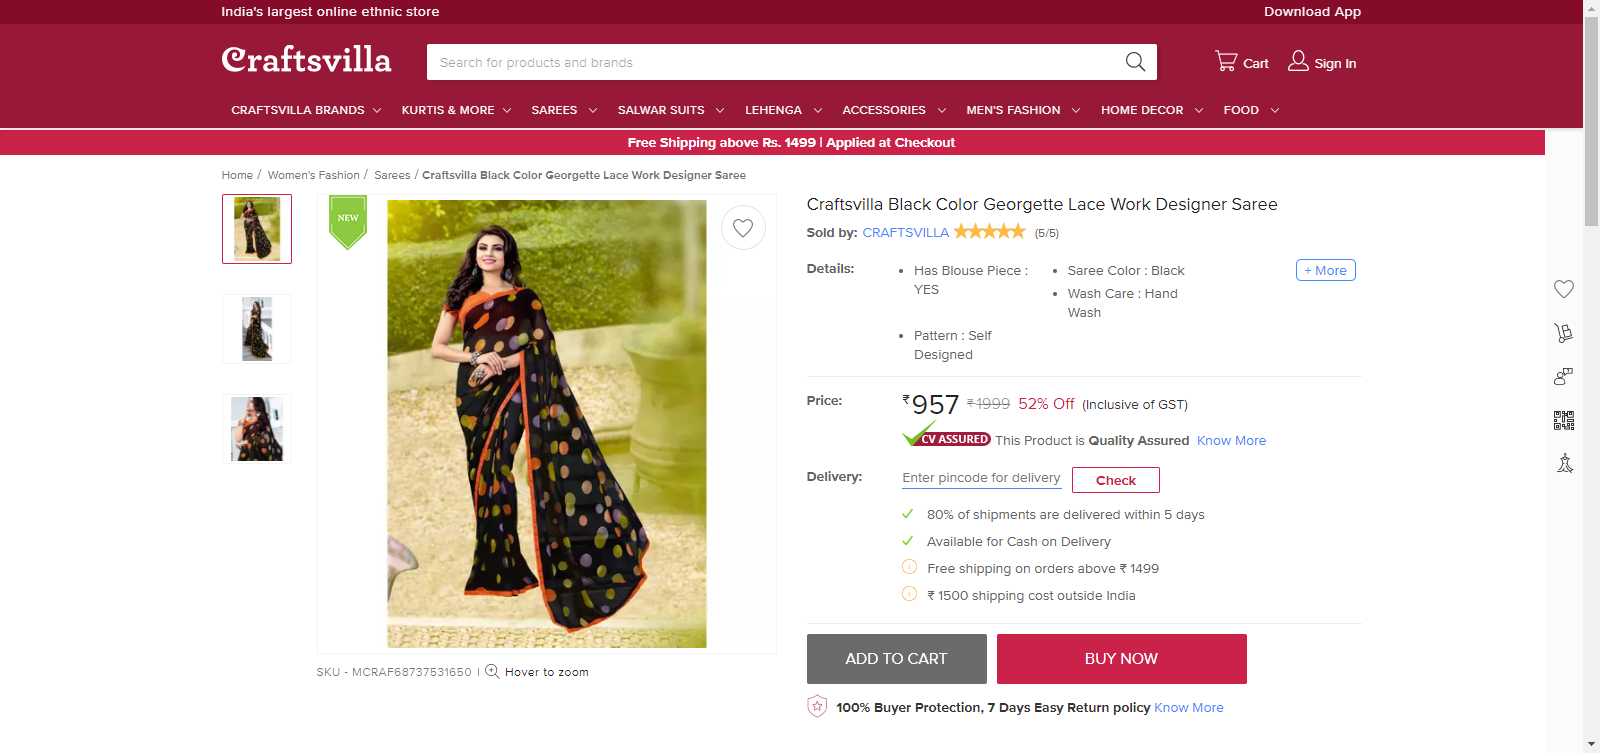 India's largest online ethnic store
Download App
Craftsvilla
Search for products and brands
Cart
Sign In
CRAFTSVILLA BRANDS
KURTIS & MORE
SAREES
SALWAR SUITS
LEHENGA
ACCESSORIES
MEN'S FASHION
HOME DECOR
FOOD
Free Shipping above Rs. 1499 | Applied at Checkout
Home / Women's Fashion / Sarees / Craftsvilla Black Color Georgette Lace Work Designer Saree
NEW
SKU - MCRAF68737531650 | Hover to zoom
Craftsvilla Black Color Georgette Lace Work Designer Saree
Sold by: CRAFTSVILLA (5/5)
Details:
• Has Blouse Piece :
YES
• Pattern : Self
Designed
• Saree Color : Black
• Wash Care : Hand
Wash
+ More
Price:
₹957 ₹1999 52% Off (Inclusive of GST)
CV ASSURED This Product is Quality Assured Know More
Delivery:
Enter pincode for delivery
Check
80% of shipments are delivered within 5 days
Available for Cash on Delivery
Free shipping on orders above ₹ 1499
₹ 1500 shipping cost outside India
ADD TO CART
BUY NOW
100% Buyer Protection, 7 Days Easy Return policy Know More